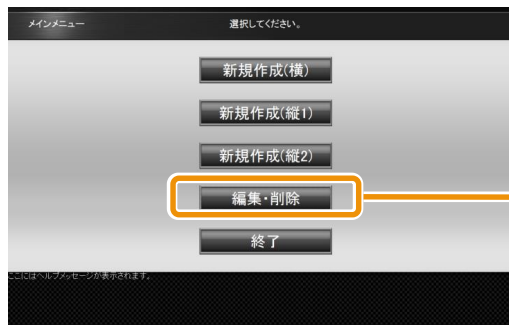 メインメニュー
選択してください。
新規作成(横)
新規作成(縦1)
新規作成(縦2)
編集・削除
終了
ここにはヘルプメッセージが表示されます。